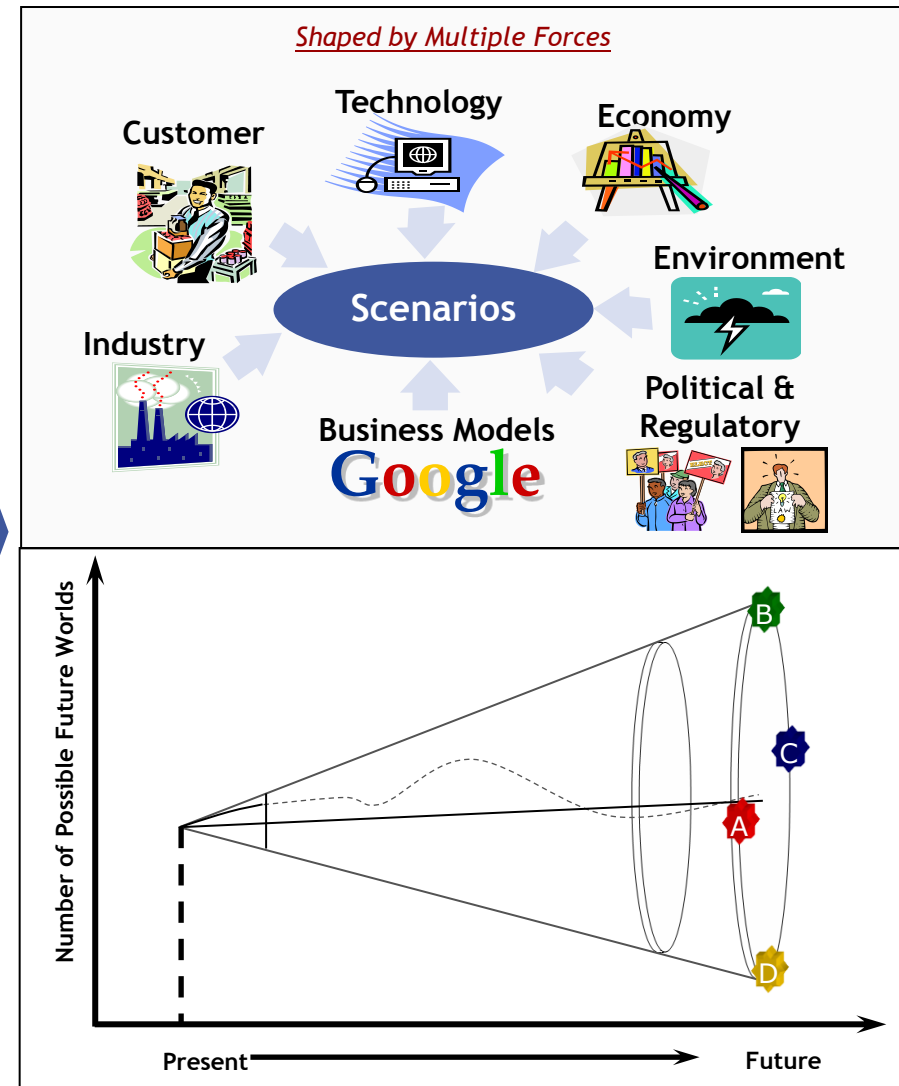 Shaped by Multiple Forces
Technology
Economy
Customer
Environment
Scenarios
Industry
Political &
Regulatory
Business Models
Google
LAW
Number of Possible Future Worlds
B
C
A
D
Present
Future